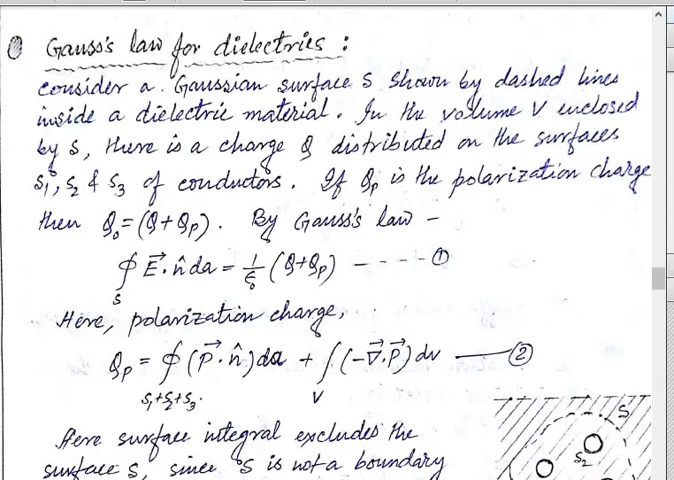 Gauss's law for dielectrics :
consider a Gaussian surface S shown by dashed lines
inside a dielectric material. In the volume V enclosed
by S, there is a charge Q distributed on the surfaces
S₁, S₂ & S₃ of conductors. If Qp is the polarization charge
then Q₀ = (Q+Qp). By Gauss's law –
∮ E⃗·n̂ da = 1/ε₀ (Q+Qp) ---- ①
S
Here, polarization charge,
Qp = ∮ (P⃗·n̂) da + ∫ (-∇⃗·P⃗) dv —— ②
S₁+S₂+S₃. V
Here surface integral excludes the
surface S, since S is not a boundary
S
S₂